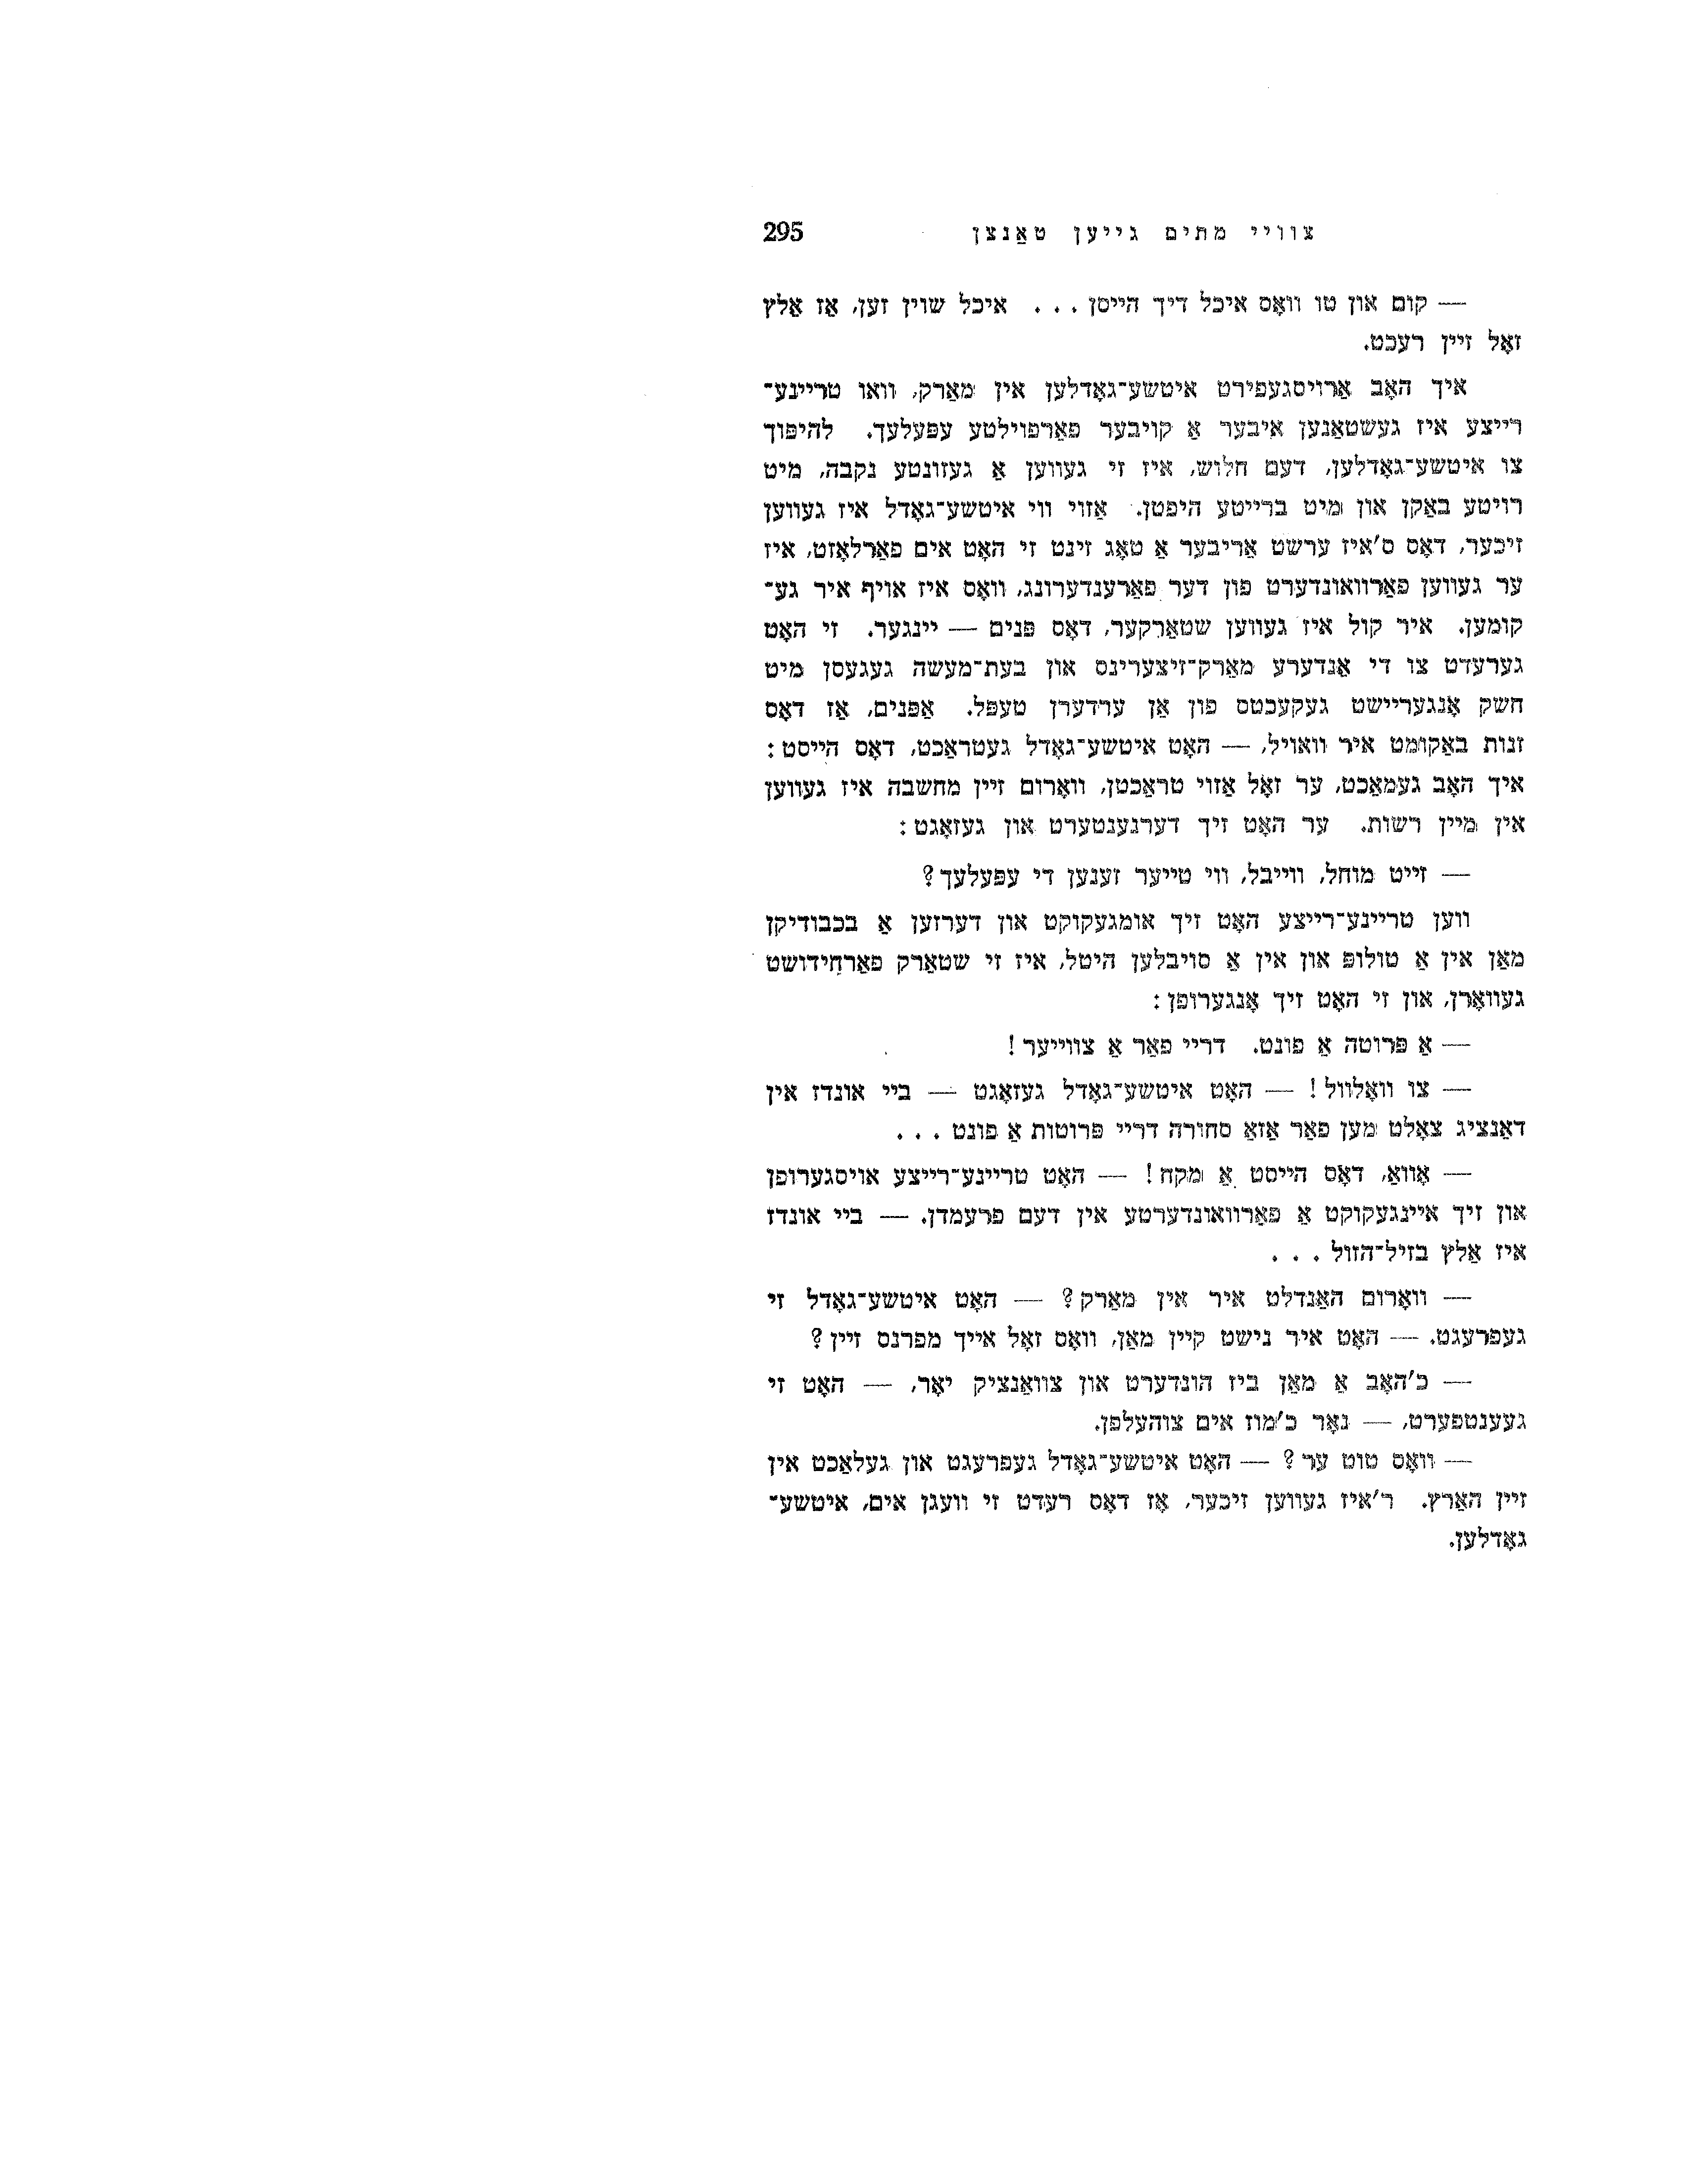 צוויי מתים גייען טאַנצן 295
— קום און טו וואָס איכל דיך הייסן . . . איכל שוין זען, אַז אַלץ
זאָל זיין רעכט.
איך האָב אַרויסגעפירט איטשע־גאָדלען אין מאַרק, וואו טריינע־
רייצע איז געשטאַנען איבער אַ קויבער פאַרפוילטע עפּעלעך. להיפּוך
צו איטשע־גאָדלען, דעם חלוש, איז זי געווען אַ געזונטע נקבה, מיט
רויטע באַקן און מיט ברייטע היפטן. אַזוי ווי איטשע־גאָדל איז געווען
זיכער, דאָס ס'איז ערשט אַריבער אַ טאָג זינט זי האָט אים פאַרלאָזט, איז
ער געווען פאַרוואונדערט פון דער פאַרענדערונג, וואָס איז אויף איר גע־
קומען. איר קול איז געווען שטאַרקער, דאָס פּנים — יינגער. זי האָט
גערעדט צו די אַנדערע מאַרק־זיצערינס און בעת־מעשה געגעסן מיט
חשק אָנגערײשט געקעכטס פון אַן ערדערן טעפּל. אַפּנים, אַז דאָס
זנות באַקומט איר וואויל, — האָט איטשע־גאָדל געטראַכט, דאָס הייסט :
איך האָב געמאַכט, ער זאָל אַזוי טראַכטן, וואָרום זיין מחשבה איז געווען
אין מיין רשות. ער האָט זיך דערנענטערט און געזאָגט :
— זייט מוחל, ווייבל, ווי טייער זענען די עפּעלעך ?
ווען טריינע־רייצע האָט זיך אומגעקוקט און דערזען אַ בכבודיקן
מאַן אין אַ טולופּ און אין אַ סויבלען היטל, איז זי שטאַרק פאַרחידושט
געוואָרן, און זי האָט זיך אָנגערופן :
— אַ פּרוטה אַ פונט. דריי פאַר אַ צווייער !
— צו וואָלוול ! — האָט איטשע־גאָדל געזאָגט — ביי אונדז אין
דאַנציג צאָלט מען פאַר אַזאַ סחורה דריי פּרוטות אַ פונט . . .
— אָוואַ, דאָס הייסט אַ מקח ! — האָט טריינע־רייצע אויסגערופן
און זיך איינגעקוקט אַ פאַרוואונדערטע אין דעם פרעמדן. — ביי אונדז
איז אַלץ בזיל־הזול . . .
— וואָרום האַנדלט איר אין מאַרק ? — האָט איטשע־גאָדל זי
געפרעגט. — האָט איר נישט קיין מאַן, וואָס זאָל אייך מפרנס זיין ?
— כ'האָב אַ מאַן ביז הונדערט און צוואַנציק יאָר, — האָט זי
געענטפערט, — נאָר כ'מוז אים צוהעלפן.
— וואָס טוט ער ? — האָט איטשע־גאָדל געפרעגט און געלאַכט אין
זיין האַרץ. ר'איז געווען זיכער, אַז דאָס רעדט זי וועגן אים, איטשע־
גאָדלען.